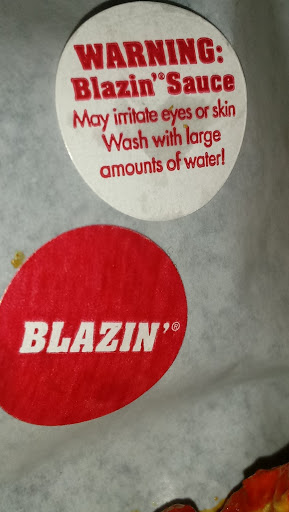 WARNING:
Blazin'® Sauce
May irritate eyes or skin
Wash with large
amounts of water!
BLAZIN'®